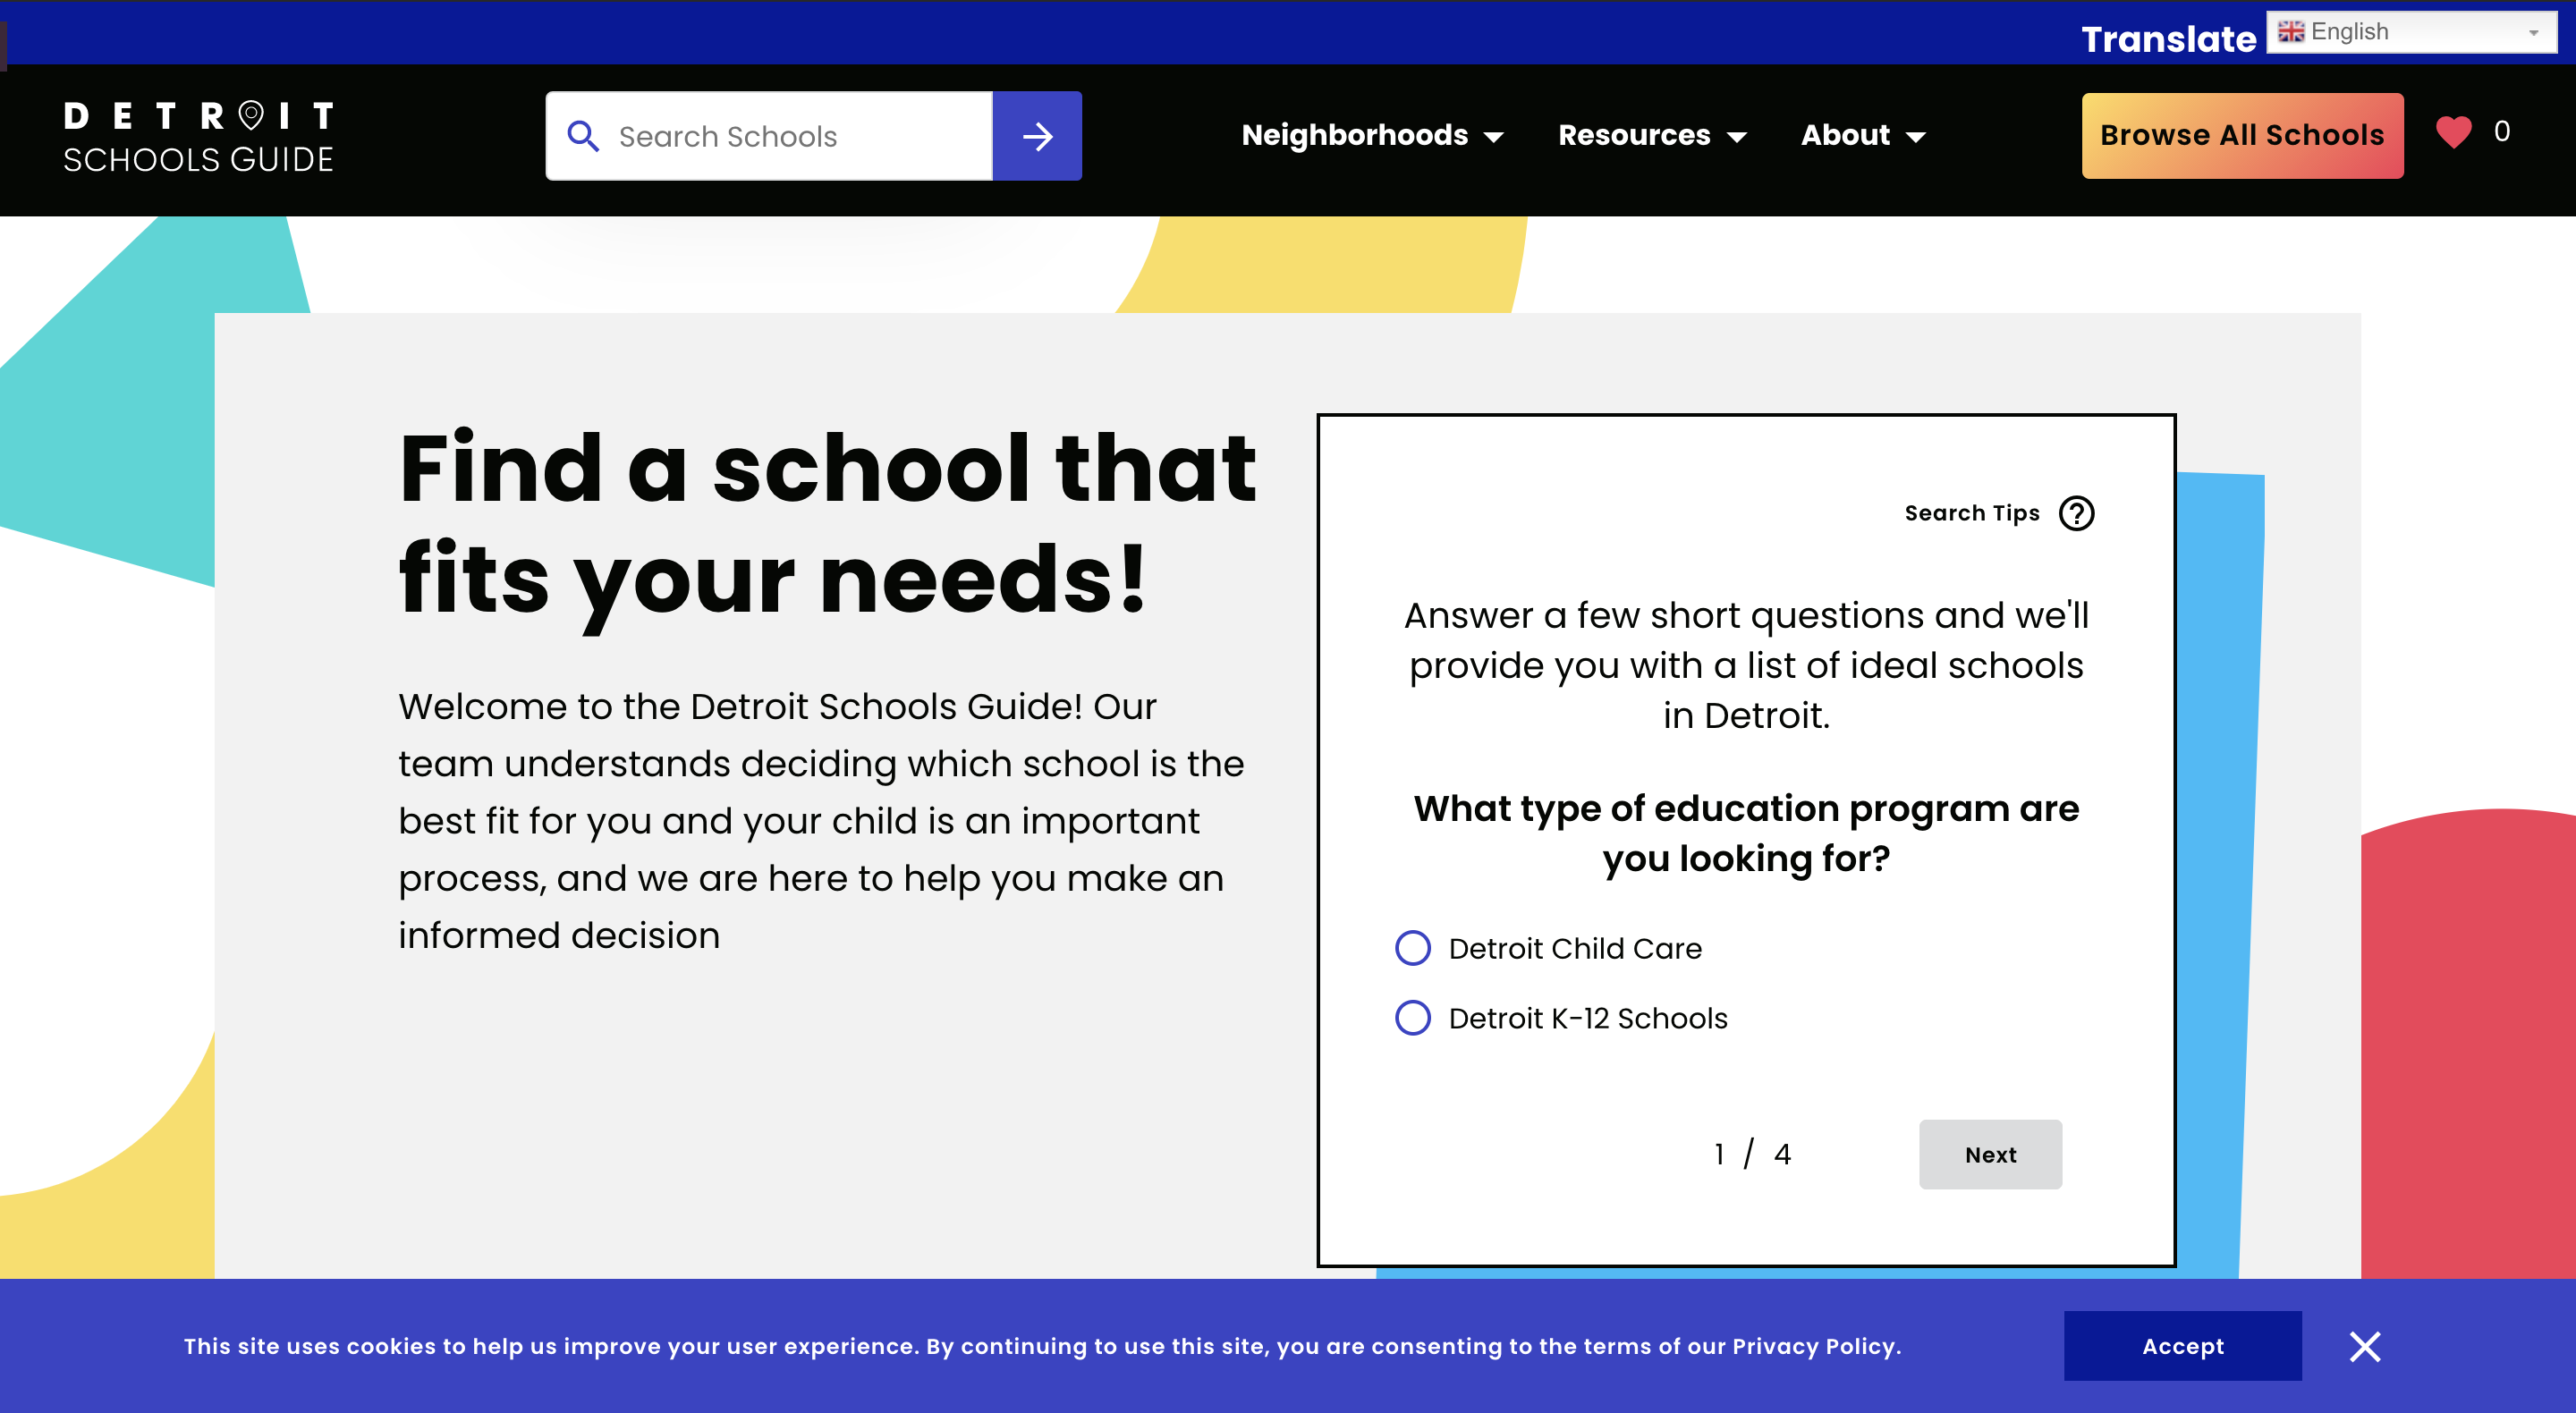 Translate English
DETROIT
SCHOOLS GUIDE
Search Schools
Neighborhoods Resources About
Browse All Schools
0
Find a school that
fits your needs!
Welcome to the Detroit Schools Guide! Our
team understands deciding which school is the
best fit for you and your child is an important
process, and we are here to help you make an
informed decision
Search Tips ?
Answer a few short questions and we'll
provide you with a list of ideal schools
in Detroit.
What type of education program are
you looking for?
Detroit Child Care
Detroit K-12 Schools
1 / 4
Next
This site uses cookies to help us improve your user experience. By continuing to use this site, you are consenting to the terms of our Privacy Policy.
Accept